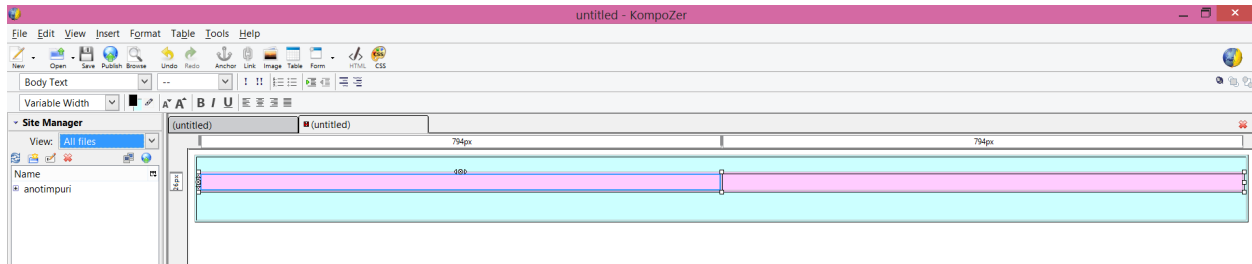 untitled - KompoZer
File Edit View Insert Format Table Tools Help
New Open Save Publish Browse Undo Redo Anchor Link Image Table Form HTML CSS
Body Text -- ! !!
Variable Width A A B I U
Site Manager (untitled) (untitled)
View: All files 794px 794px
Name
anotimpuri
26px